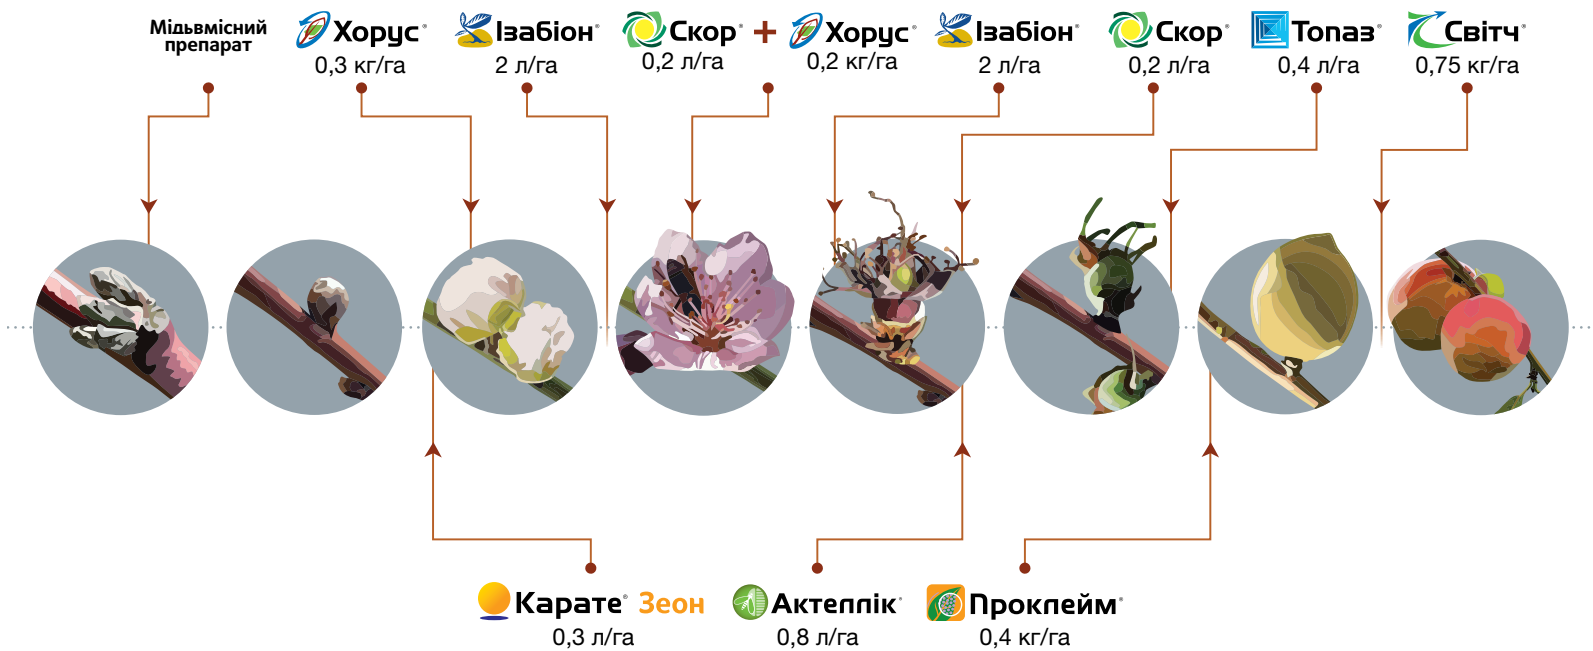 Мідьвмісний
препарат
Хорус®
0,3 кг/га
Ізабіон®
2 л/га
Скор® + Хорус®
0,2 л/га 0,2 кг/га
Ізабіон®
2 л/га
Скор®
0,2 л/га
Топаз®
0,4 л/га
Світч®
0,75 кг/га
Карате® Зеон
0,3 л/га
Актеллік®
0,8 л/га
Проклейм®
0,4 кг/га